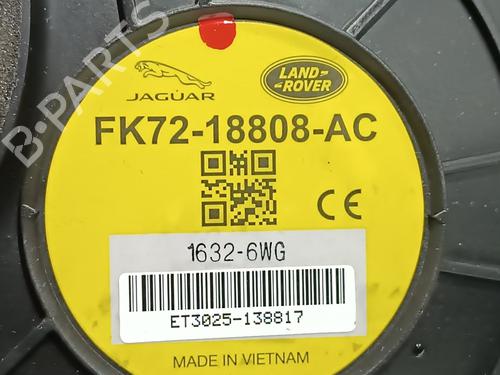 JAGUAR
LAND
ROVER
FK72-18808-AC
CE
1632-6WG
ET3025-138817
MADE IN VIETNAM
B-PARTS